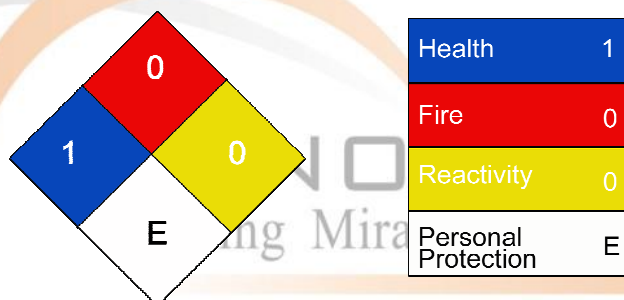 0
1
0
E
Health 1
Fire 0
Reactivity 0
Personal
Protection E